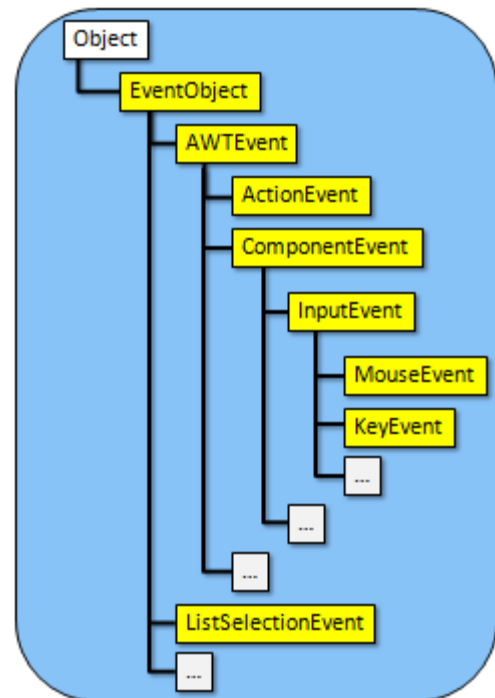 Object
EventObject
AWTEvent
ActionEvent
ComponentEvent
InputEvent
MouseEvent
KeyEvent
...
...
...
ListSelectionEvent
...